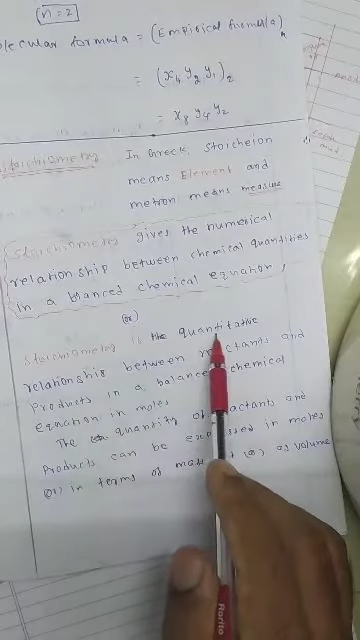 n = 2
molecular formula = (Empirical formula)n
= (x4 y2 y1)2
= x8 y4 y2
Stoichiometry In Greek, Stoicheion
means Element and
metron means measure
Stoichiometry gives the numerical
relationship between chemical quantities
in a blanced chemical equation,
(or)
Stoichiometry is the quantitative
relationship between reactants and
Products in a balanced chemical
equation in moles
The quantity of reactants and
Products can be expressed in moles
(or) in terms of mass (or) as volume